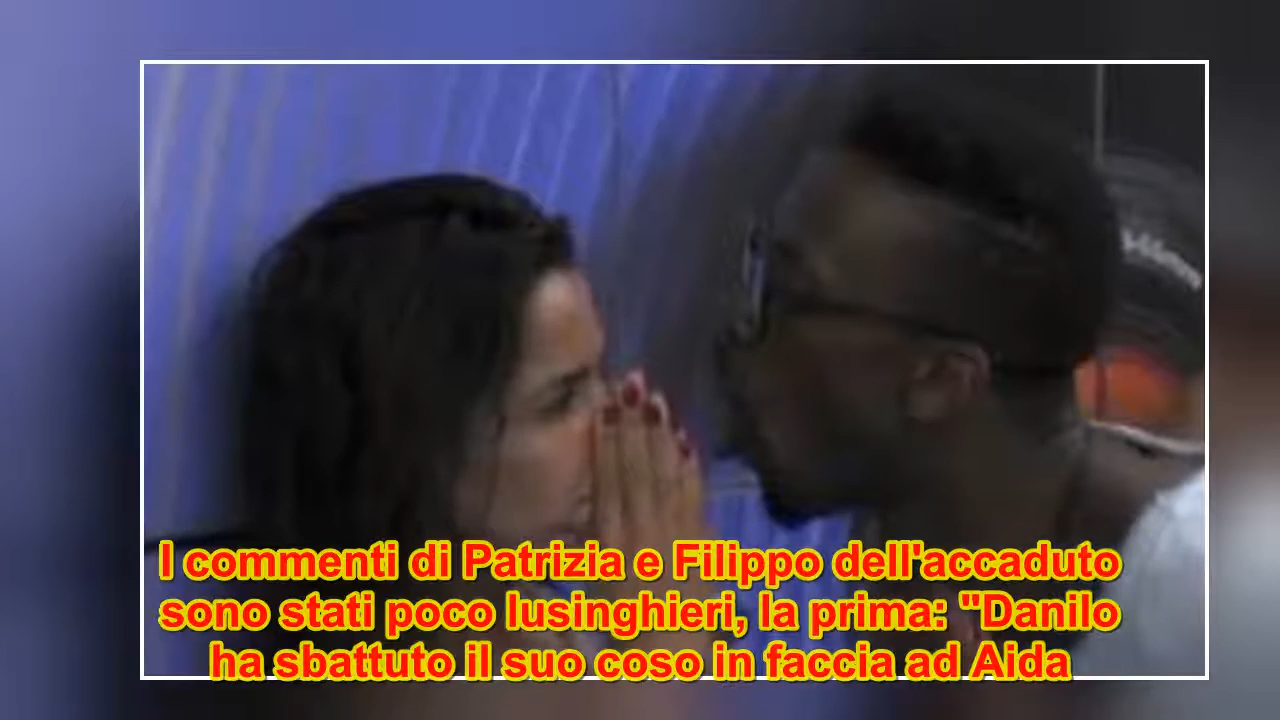 I commenti di Patrizia e Filippo dell'accaduto
sono stati poco lusinghieri, la prima: "Danilo
ha sbattuto il suo coso in faccia ad Aida